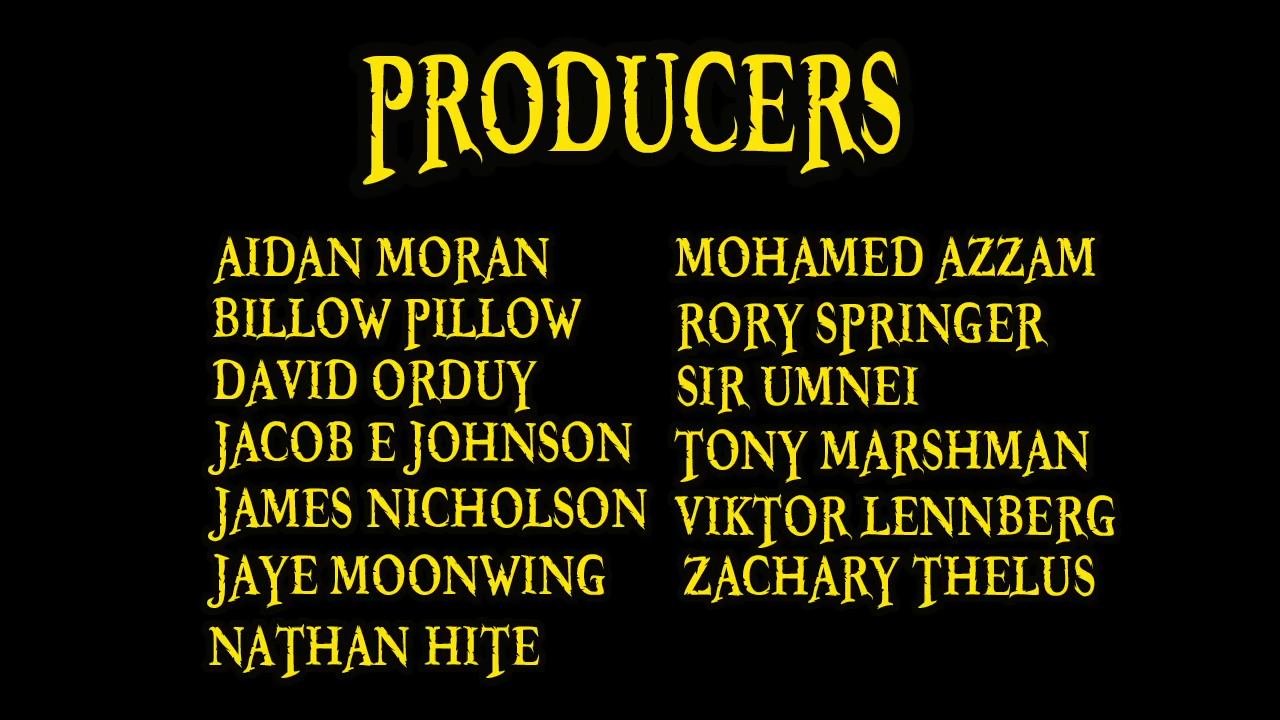 PRODUCERS
AIDAN MORAN
BILLOW PILLOW
DAVID ORDUY
JACOB E JOHNSON
JAMES NICHOLSON
JAYE MOONWING
NATHAN HITE
MOHAMED AZZAM
RORY SPRINGER
SIR UMNEI
TONY MARSHMAN
VIKTOR LENNBERG
ZACHARY THELUS